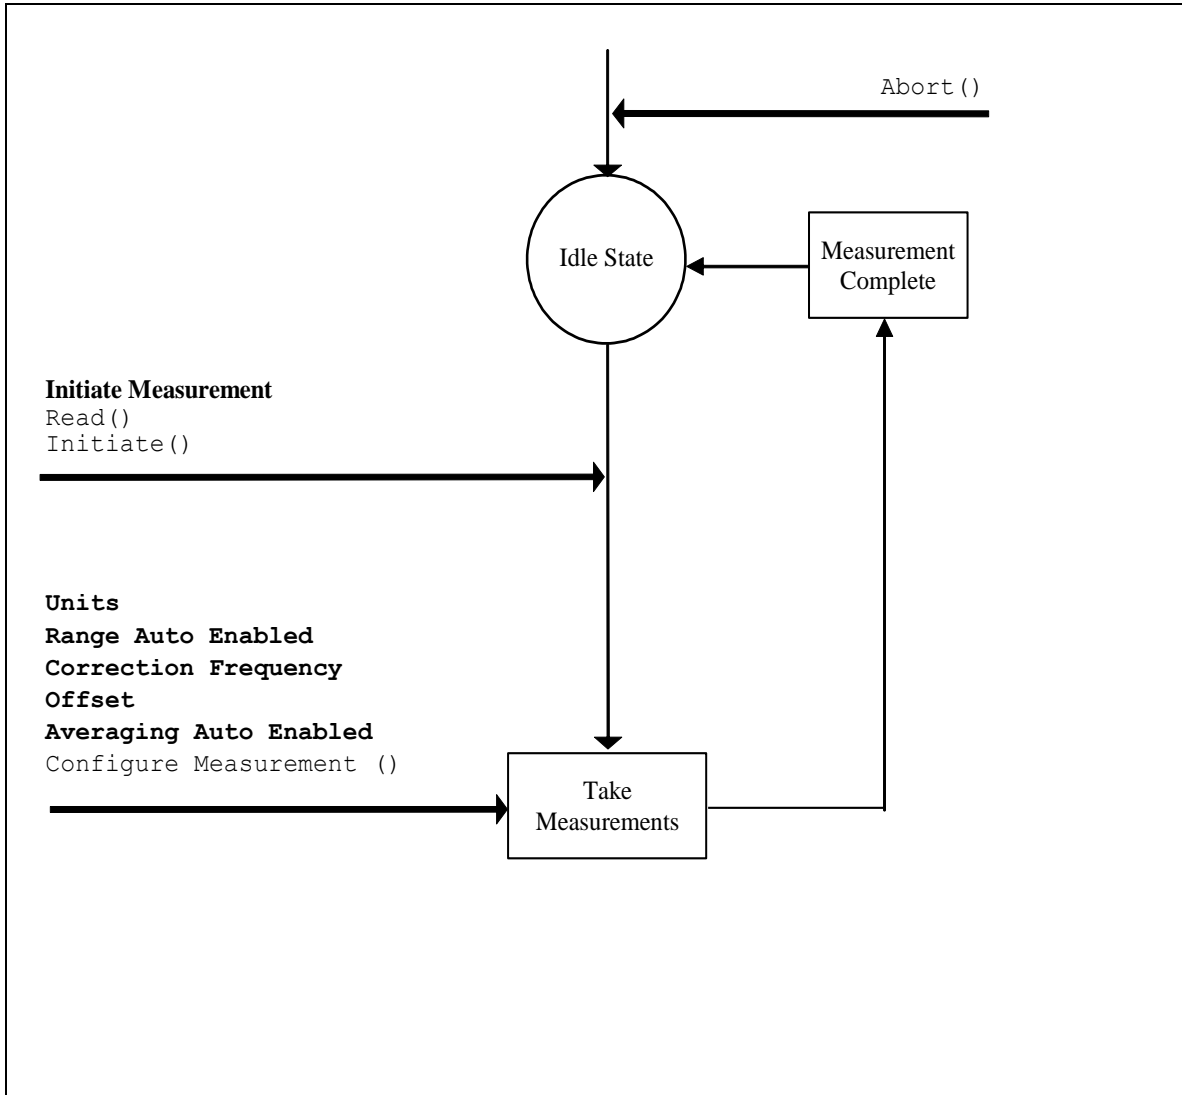 Abort()
Idle State
Measurement
Complete
Initiate Measurement
Read()
Initiate()
Units
Range Auto Enabled
Correction Frequency
Offset
Averaging Auto Enabled
Configure Measurement ()
Take
Measurements